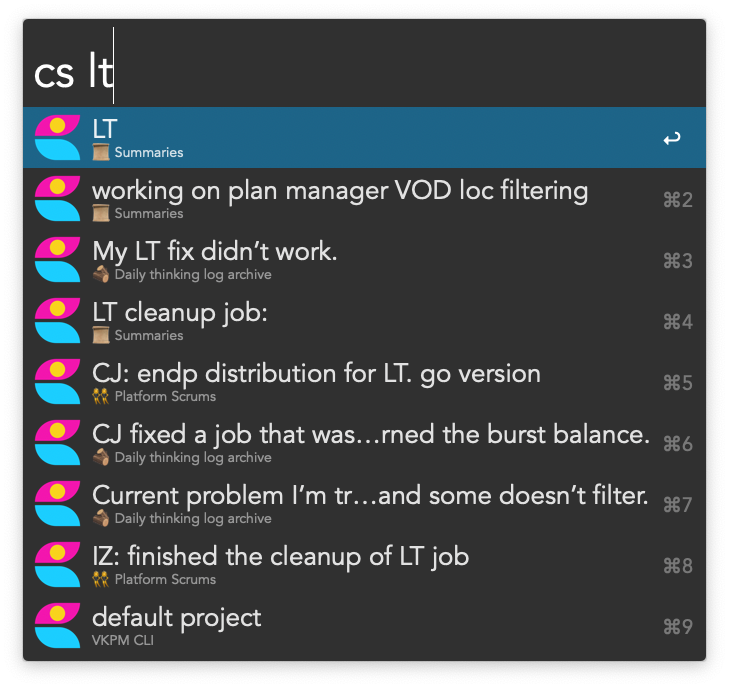 cs lt
LT
Summaries
working on plan manager VOD loc filtering
Summaries
⌘2
My LT fix didn’t work.
Daily thinking log archive
⌘3
LT cleanup job:
Summaries
⌘4
CJ: endp distribution for LT. go version
Platform Scrums
⌘5
CJ fixed a job that was…rned the burst balance.
Daily thinking log archive
⌘6
Current problem I’m tr…and some doesn’t filter.
Daily thinking log archive
⌘7
IZ: finished the cleanup of LT job
Platform Scrums
⌘8
default project
VKPM CLI
⌘9